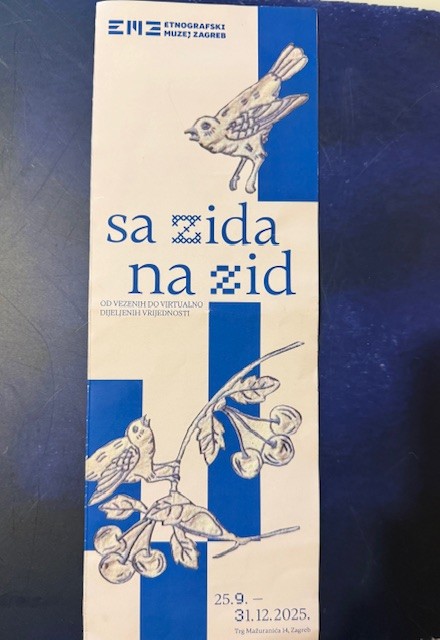 EMZ ETNOGRAFSKI
MUZEJ ZAGREB
sa zida
na zid
OD VEZENIH DO VIRTUALNO
DIJELJENIH VRIJEDNOSTI
25.9. —
31.12.2025.
Trg Mažuranića 14, Zagreb